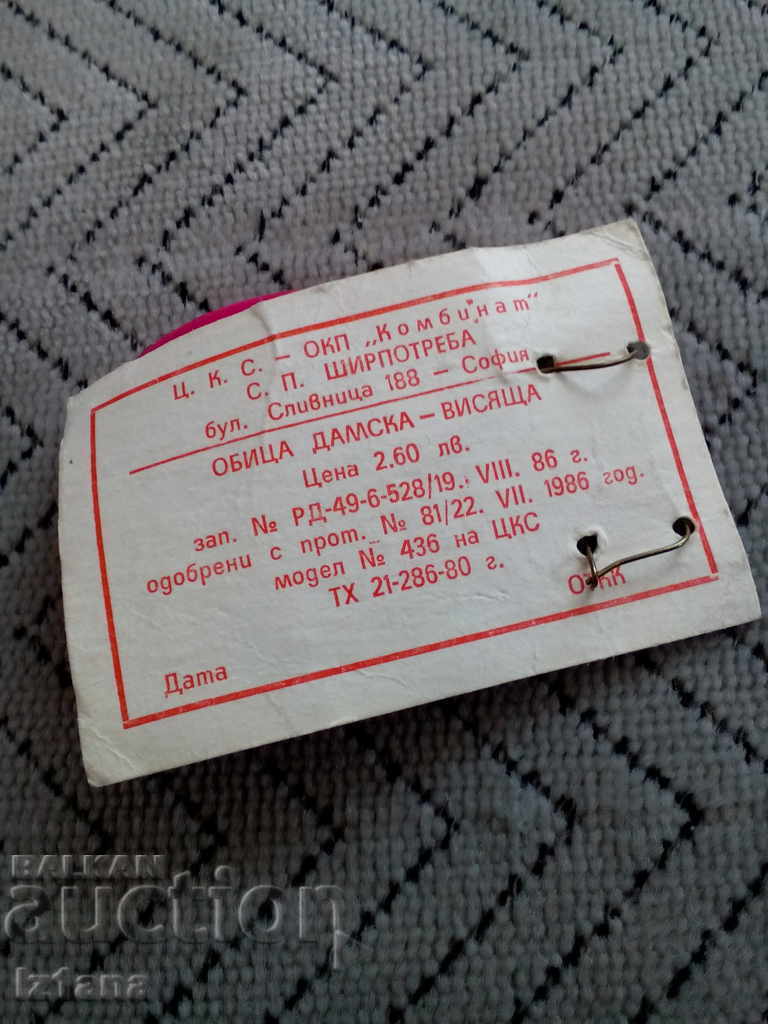 Ц. К. С. – ОКП „Комбинат"
С. П. ШИРПОТРЕБА
бул. Сливница 188 – София
ОБИЦА ДАМСКА – ВИСЯЩА
Цена 2.60 лв.
зап. № РД-49-6-528/19. VIII. 86 г.
одобрени с прот. № 81/22. VII. 1986 год.
модел № 436 на ЦКС
ТХ 21-286-80 г.
Дата
BALKAN
auction
Iztana